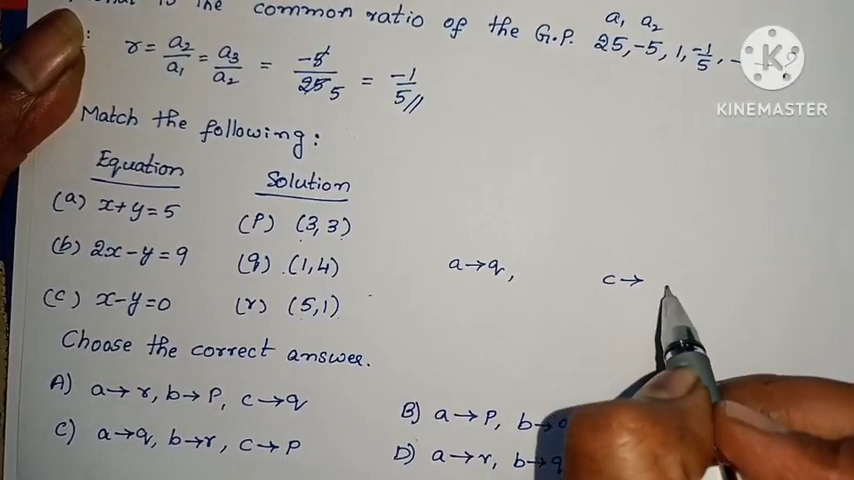 the common ratio of the G.P. 25, -5, 1, -1/5, -
a₁ a₂
r = a₂/a₁ = a₃/a₂ = -5/25 5 = -1/5 //
KINEMASTER
Match the following:
Equation Solution
(a) x+y=5 (P) (3,3)
(b) 2x-y=9 (q) (1,4) a→q, c→
(c) x-y=0 (r) (5,1)
Choose the correct answer.
A) a→r, b→P, c→q B) a→P, b→
C) a→q, b→r, c→P D) a→r, b→q